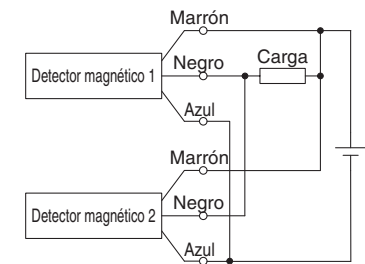 Marrón
Detector magnético 1
Negro
Carga
Azul
Marrón
Detector magnético 2
Negro
Azul